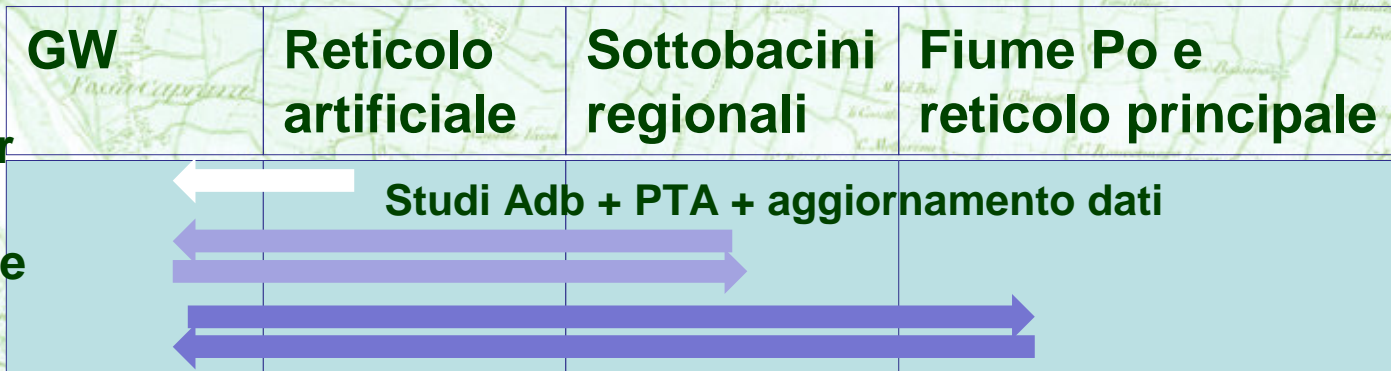 GW
Reticolo
artificiale
Sottobacini
regionali
Fiume Po e
reticolo principale
r
Studi Adb + PTA + aggiornamento dati
e